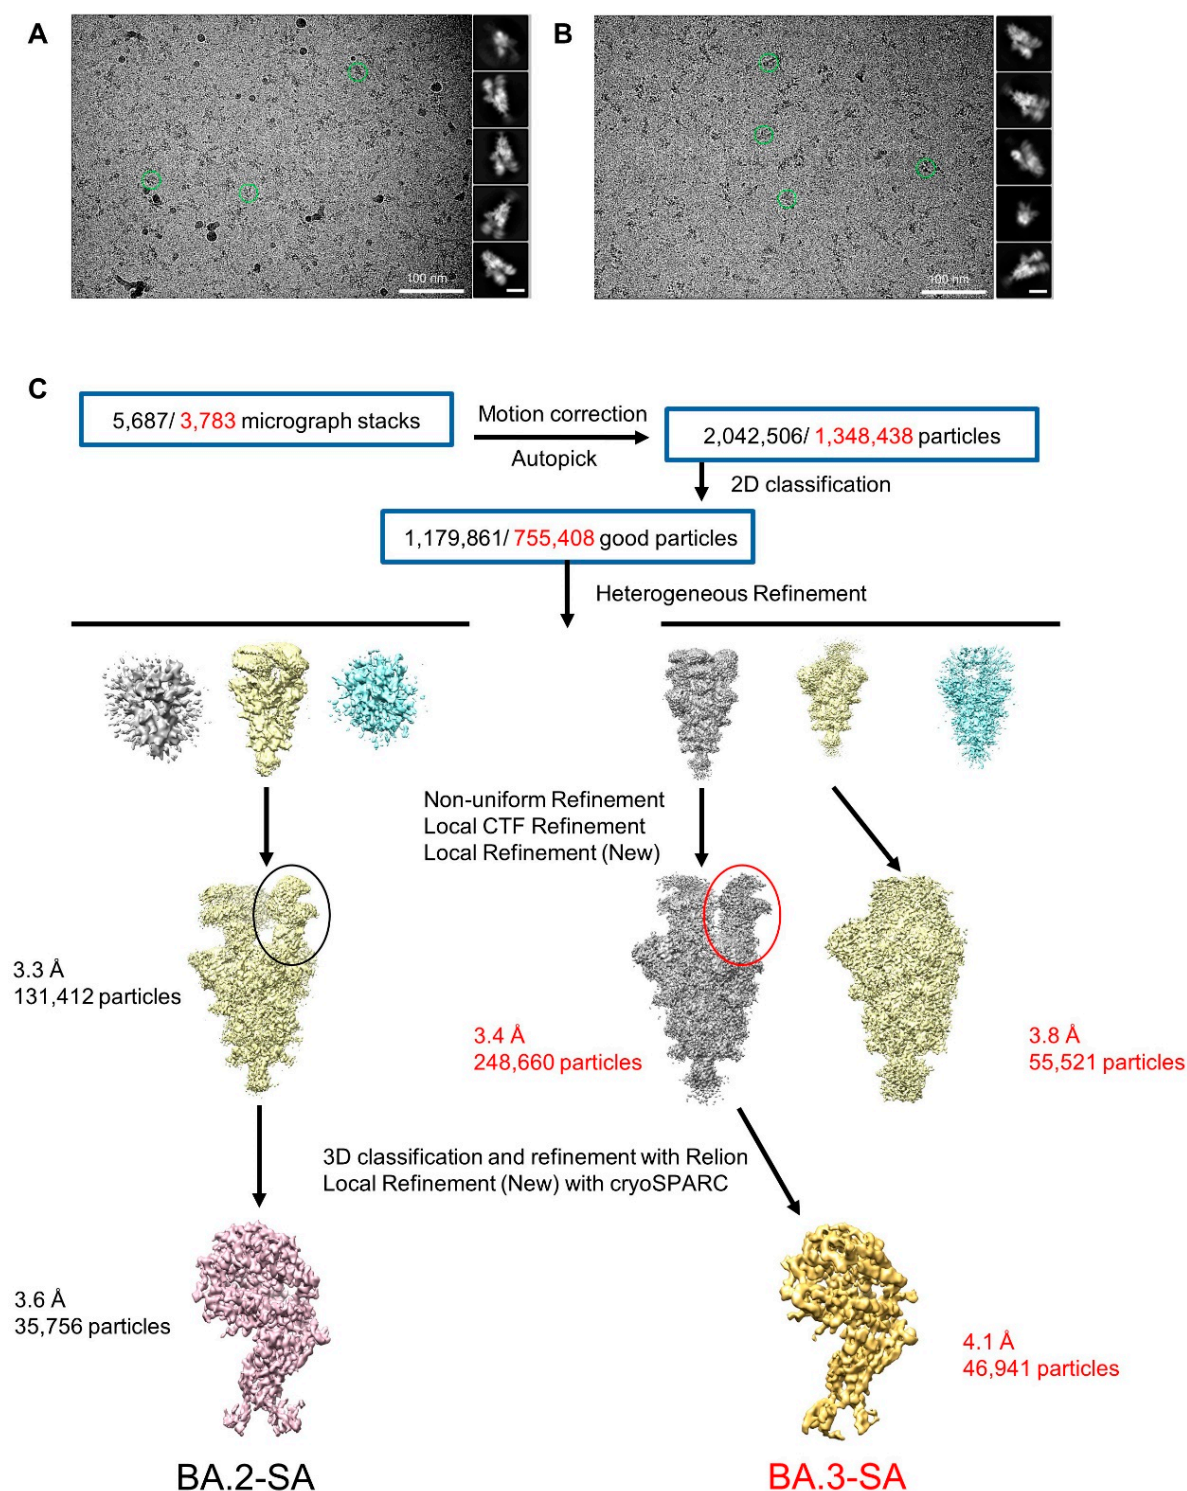 A
B
100 nm
100 nm
C
5,687/ 3,783 micrograph stacks
Motion correction
Autopick
2,042,506/ 1,348,438 particles
2D classification
1,179,861/ 755,408 good particles
Heterogeneous Refinement
Non-uniform Refinement
Local CTF Refinement
Local Refinement (New)
3.3 Å
131,412 particles
3.4 Å
248,660 particles
3.8 Å
55,521 particles
3D classification and refinement with Relion
Local Refinement (New) with cryoSPARC
3.6 Å
35,756 particles
4.1 Å
46,941 particles
BA.2-SA
BA.3-SA